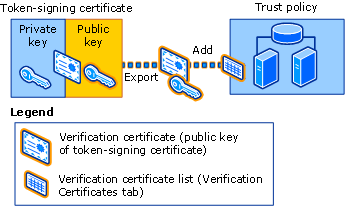 Token-signing certificate
Trust policy
Private
key
Public
key
Export
Add
Legend
Verification certificate (public key
of token-signing certificate)
Verification certificate list (Verification
Certificates tab)